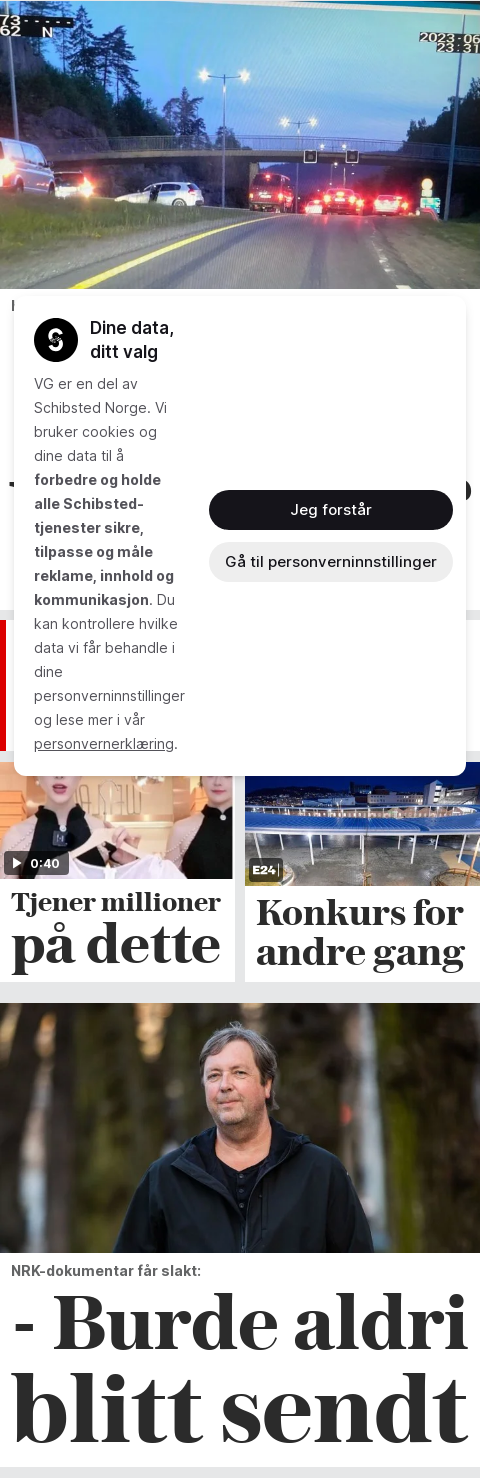 73-----
62 N
2023-06
23:31
Dine data,
ditt valg
VG er en del av
Schibsted Norge. Vi
bruker cookies og
dine data til å
forbedre og holde
alle Schibsted-
tjenester sikre,
tilpasse og måle
reklame, innhold og
kommunikasjon. Du
kan kontrollere hvilke
data vi får behandle i
dine
personverninnstillinger
og lese mer i vår
personvernerklæring.
Jeg forstår
Gå til personverninnstillinger
0:40
Tjener millioner
på dette
E24
Konkurs for
andre gang
NRK-dokumentar får slakt:
- Burde aldri
blitt sendt